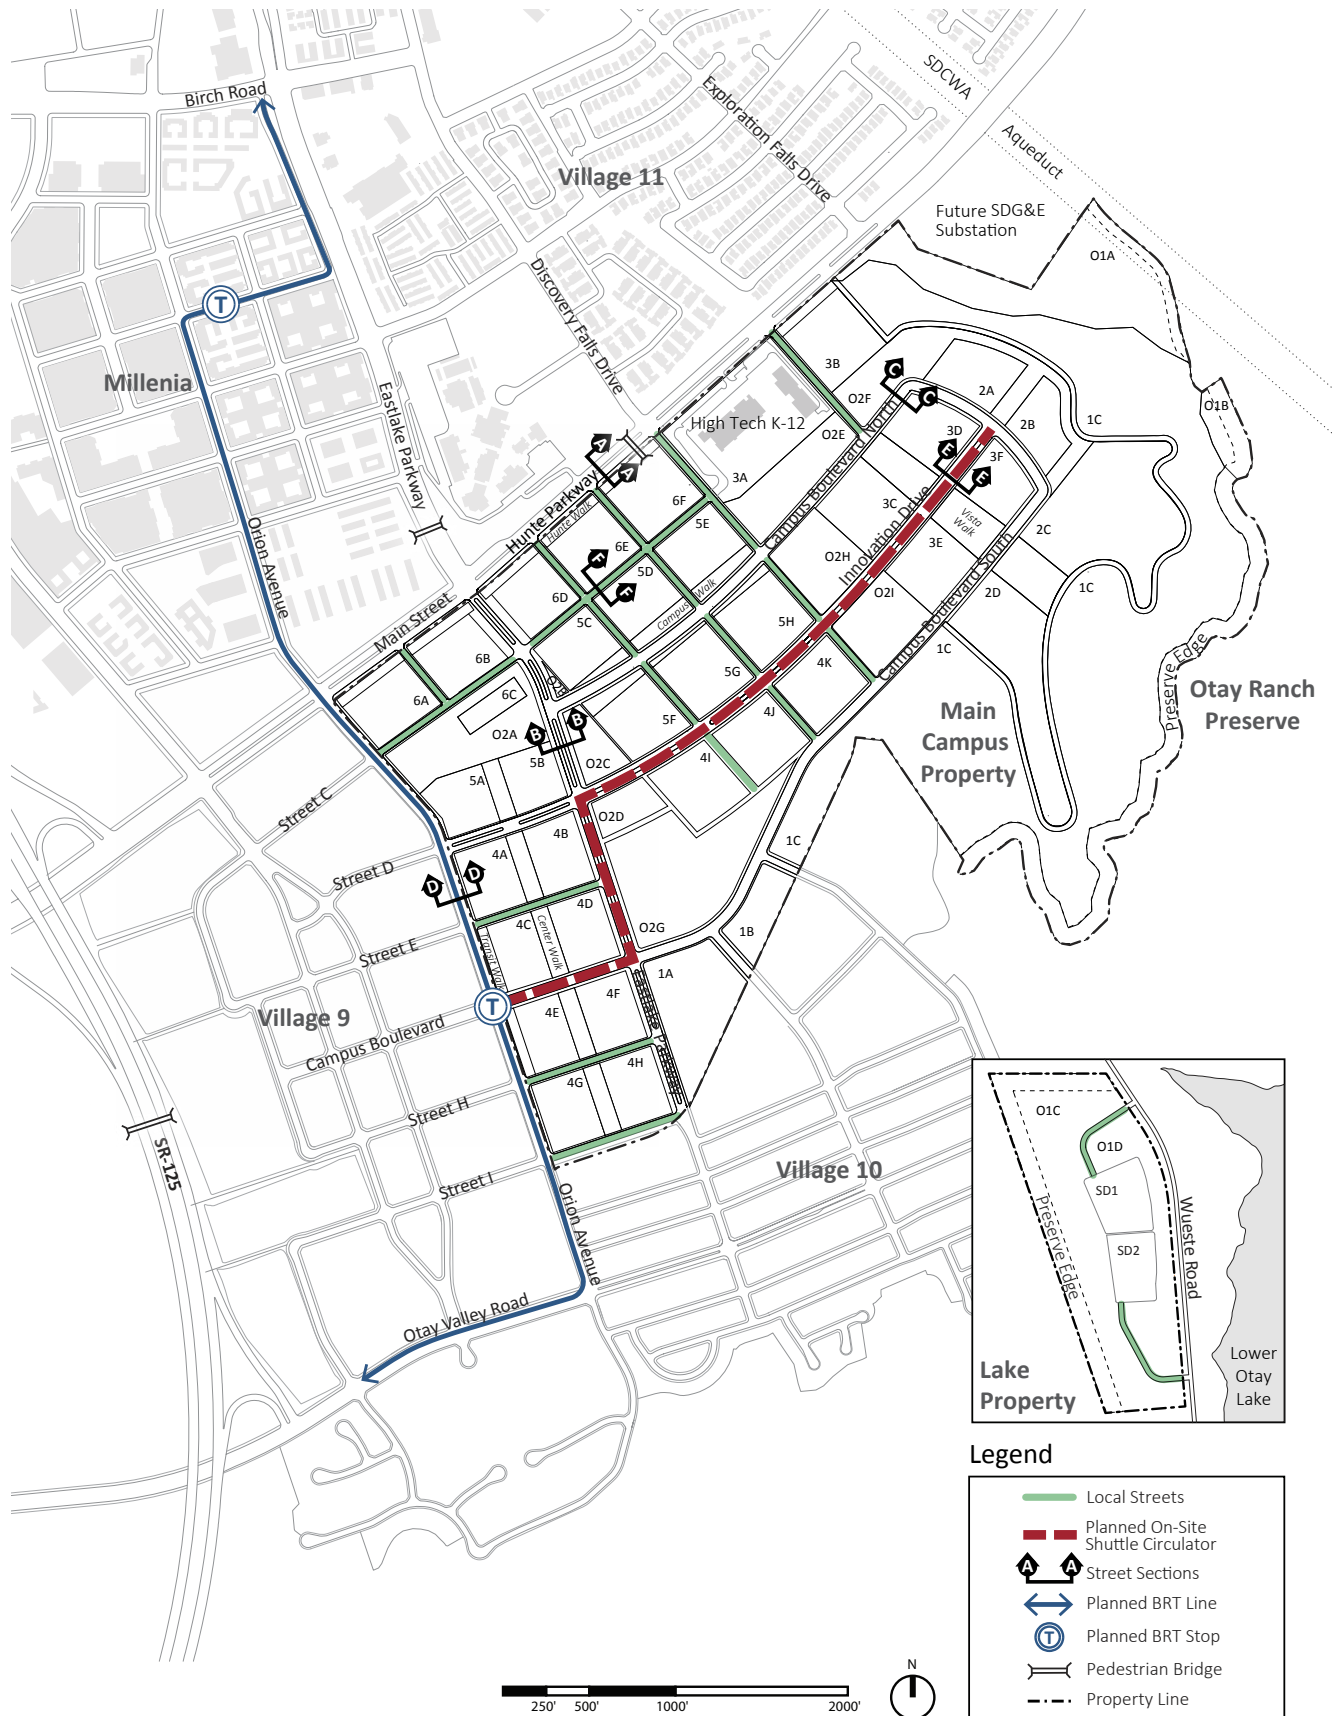 Birch Road
SDCWA
Aqueduct
Exploration Falls Drive
Village 11
Future SDG&E
Substation
O1A
Discovery Falls Drive
T
Millenia
Eastlake Parkway
3B
O2F
C
C
2A
O1B
1C
2B
High Tech K-12
O2E
3D
3F
E
E
A
A
3A
Campus Boulevard North
Hunte Parkway
Hunte Walk
6F
5E
3C
Innovation Drive
Vista
Walk
2C
Orion Avenue
6E
F
F
5D
O2H
3E
Campus Boulevard South
6D
Campus Walk
O2I
2D
1C
Main Street
5C
5H
1C
Preserve Edge
6B
4K
5G
6A
6C
O2B
4J
Otay Ranch
Preserve
Main
Campus
Property
O2A
B
B
5F
5A
5B
O2C
4I
Street C
O2D
4A
4B
1C
Street D
D
D
4C
4D
Center Walk
Transit Walk
O2G
1B
Street E
1A
T
4E
4F
Eastlake Parkway
Village 9
Campus Boulevard
4G
4H
Street H
SR-125
Street I
Village 10
Orion Avenue
Otay Valley Road
O1C
O1D
SD1
SD2
Preserve Edge
Wueste Road
Lake
Property
Lower
Otay
Lake
Legend
Local Streets
Planned On-Site
Shuttle Circulator
A A Street Sections
Planned BRT Line
T Planned BRT Stop
Pedestrian Bridge
Property Line
N
250' 500' 1000' 2000'